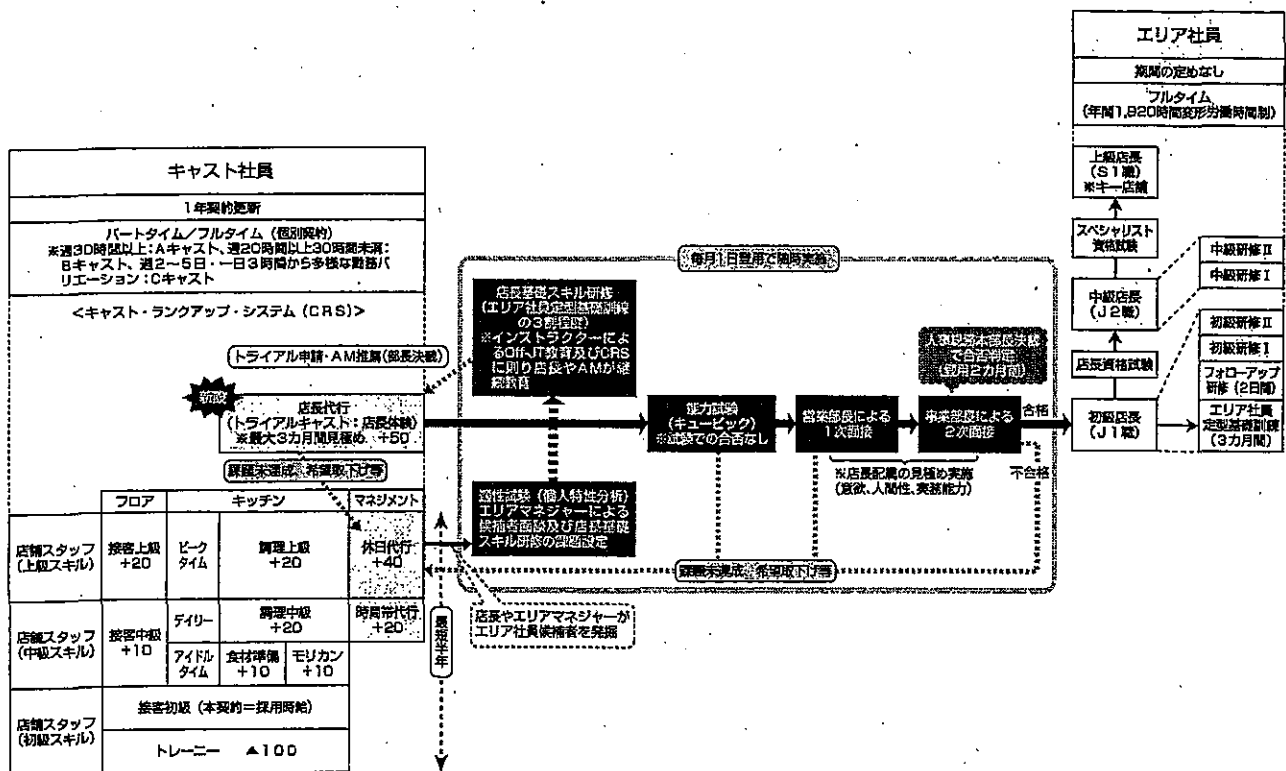 エリア社員
期間の定めなし
フルタイム
(年間1,920時間変形労働時間制)
上級店長
(S1職)
※キー店舗
スペシャリスト
資格試験
中級店長
(J2職)
店長資格試験
初級店長
(J1職)
中級研修Ⅱ
中級研修Ⅰ
初級研修Ⅱ
初級研修Ⅰ
フォローアップ
研修(2日間)
エリア社員
定型基礎訓練
(3カ月間)
キャスト社員
1年契約更新
パートタイム/フルタイム(個別契約)
※週30時間以上:Aキャスト、週20時間以上30時間未満:
Bキャスト、週2〜5日・一日3時間から多様な勤務バ
リエーション:Cキャスト
<キャスト・ランクアップ・システム(CRS)>
トライアル申請・AM推薦(部長決裁)
新設
店長代行
(トライアルキャスト:店長体験)
※最大3カ月間見極め +50
課題未達成、希望取下げ等
毎月1日登用で随時実施
店長基礎スキル研修
(エリア社員定型基礎訓練
の3割程度)
※インストラクターによ
るOff-JT教育及びCRS
に則り店長やAMが継
続教育
適性試験(個人特性分析)
エリアマネジャーによる
候補者面談及び店長基礎
スキル研修の課題設定
能力試験
(キュービック)
※試験での合否なし
営業部長による
1次面接
事業部長による
2次面接
で合否判定
合格
不合格
※店長配属の見極め実施
(意欲、人間性、実務能力)
課題未達成、希望取下げ等
店長やエリアマネジャーが
エリア社員候補者を発掘
最短半年
フロア
キッチン
マネジメント
店舗スタッフ
(上級スキル)
接客上級
+20
ピーク
タイム
調理上級
+20
休日代行
+40
店舗スタッフ
(中級スキル)
接客中級
+10
デイリー
調理中級
+20
時間帯代行
+20
アイドル
タイム
食材準備
+10
モリカン
+10
店舗スタッフ
(初級スキル)
接客初級(本契約=採用時給)
トレーニー ▲100